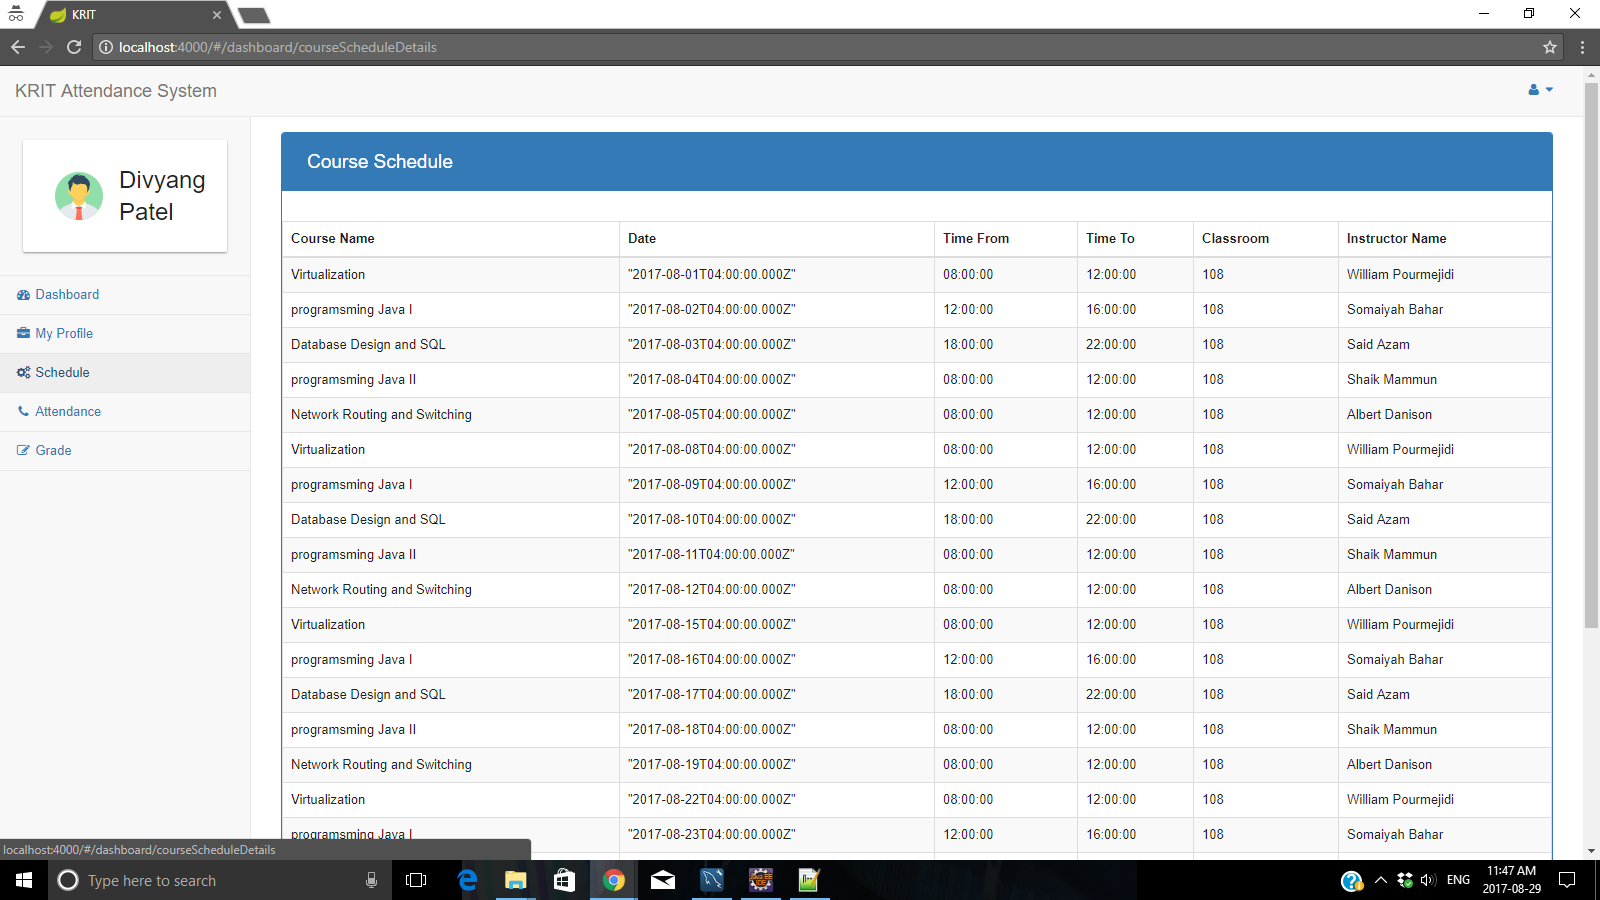 KRIT
localhost:4000/#/dashboard/courseScheduleDetails
KRIT Attendance System
Divyang
Patel
Dashboard
My Profile
Schedule
Attendance
Grade
Course Schedule
Course Name Date Time From Time To Classroom Instructor Name
Virtualization "2017-08-01T04:00:00.000Z" 08:00:00 12:00:00 108 William Pourmejidi
programsming Java I "2017-08-02T04:00:00.000Z" 12:00:00 16:00:00 108 Somaiyah Bahar
Database Design and SQL "2017-08-03T04:00:00.000Z" 18:00:00 22:00:00 108 Said Azam
programsming Java II "2017-08-04T04:00:00.000Z" 08:00:00 12:00:00 108 Shaik Mammun
Network Routing and Switching "2017-08-05T04:00:00.000Z" 08:00:00 12:00:00 108 Albert Danison
Virtualization "2017-08-08T04:00:00.000Z" 08:00:00 12:00:00 108 William Pourmejidi
programsming Java I "2017-08-09T04:00:00.000Z" 12:00:00 16:00:00 108 Somaiyah Bahar
Database Design and SQL "2017-08-10T04:00:00.000Z" 18:00:00 22:00:00 108 Said Azam
programsming Java II "2017-08-11T04:00:00.000Z" 08:00:00 12:00:00 108 Shaik Mammun
Network Routing and Switching "2017-08-12T04:00:00.000Z" 08:00:00 12:00:00 108 Albert Danison
Virtualization "2017-08-15T04:00:00.000Z" 08:00:00 12:00:00 108 William Pourmejidi
programsming Java I "2017-08-16T04:00:00.000Z" 12:00:00 16:00:00 108 Somaiyah Bahar
Database Design and SQL "2017-08-17T04:00:00.000Z" 18:00:00 22:00:00 108 Said Azam
programsming Java II "2017-08-18T04:00:00.000Z" 08:00:00 12:00:00 108 Shaik Mammun
Network Routing and Switching "2017-08-19T04:00:00.000Z" 08:00:00 12:00:00 108 Albert Danison
Virtualization "2017-08-22T04:00:00.000Z" 08:00:00 12:00:00 108 William Pourmejidi
programsming Java I "2017-08-23T04:00:00.000Z" 12:00:00 16:00:00 108 Somaiyah Bahar
localhost:4000/#/dashboard/courseScheduleDetails
Type here to search
ENG
11:47 AM
2017-08-29